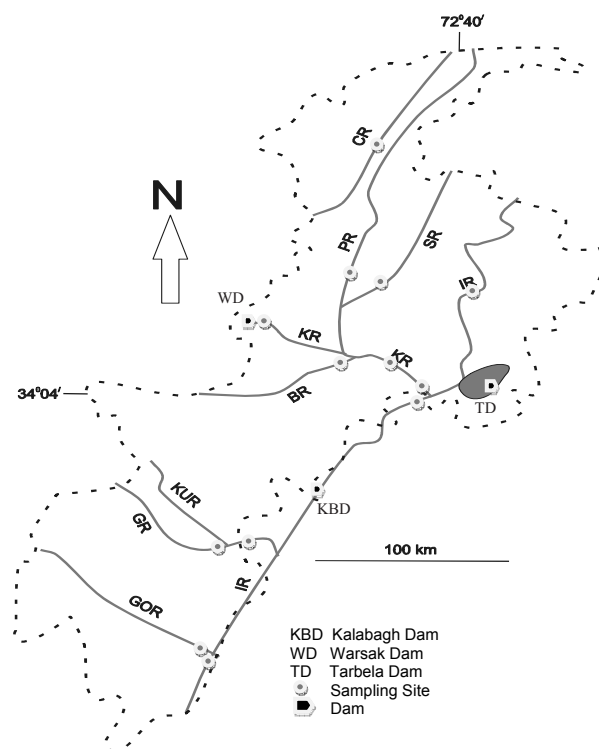 72°40′
CR
N
PR
SR
IR
WD
KR
KR
34°04′
BR
TD
KUR
KBD
GR
IR
100 km
GOR
KBD Kalabagh Dam
WD Warsak Dam
TD Tarbela Dam
Sampling Site
Dam